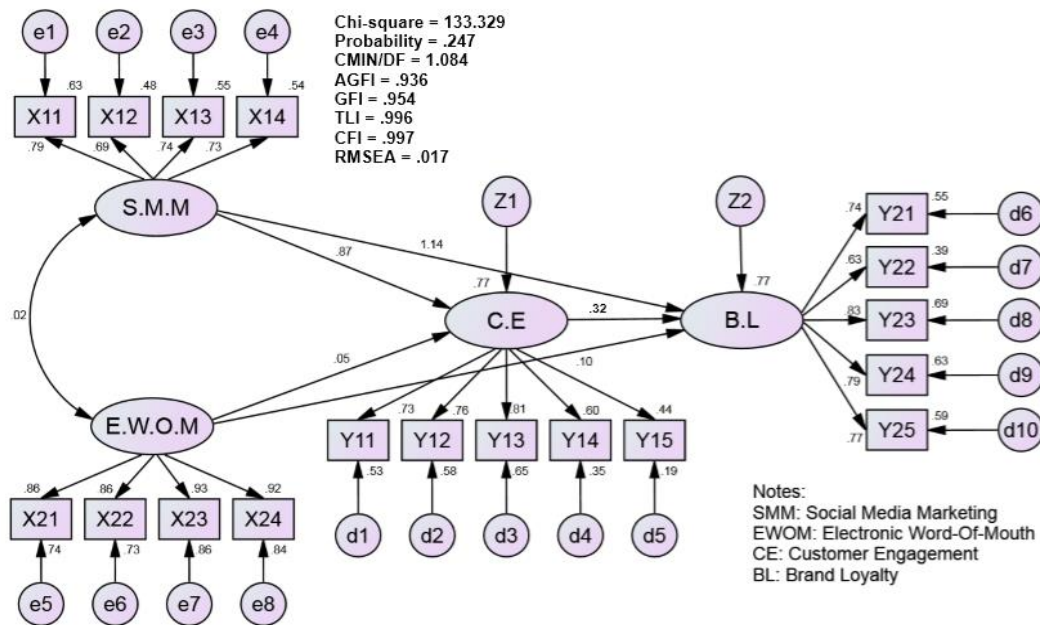 e1 e2 e3 e4
.63 .48 .55 .54
X11 X12 X13 X14
.79 .69 .74 .73
Chi-square = 133.329
Probability = .247
CMIN/DF = 1.084
AGFI = .936
GFI = .954
TLI = .996
CFI = .997
RMSEA = .017
S.M.M
Z1
Z2
.87
1.14
.02
.77
C.E
.32
.77
B.L
.05
.10
E.W.O.M
.74 Y21 .55 d6
.63 Y22 .39 d7
.83 Y23 .69 d8
.79 Y24 .63 d9
.77 Y25 .59 d10
.73 .76 .81 .60 .44
Y11 Y12 Y13 Y14 Y15
.53 .58 .65 .35 .19
d1 d2 d3 d4 d5
.86 .86 .93 .92
X21 X22 X23 X24
.74 .73 .86 .84
e5 e6 e7 e8
Notes:
SMM: Social Media Marketing
EWOM: Electronic Word-Of-Mouth
CE: Customer Engagement
BL: Brand Loyalty